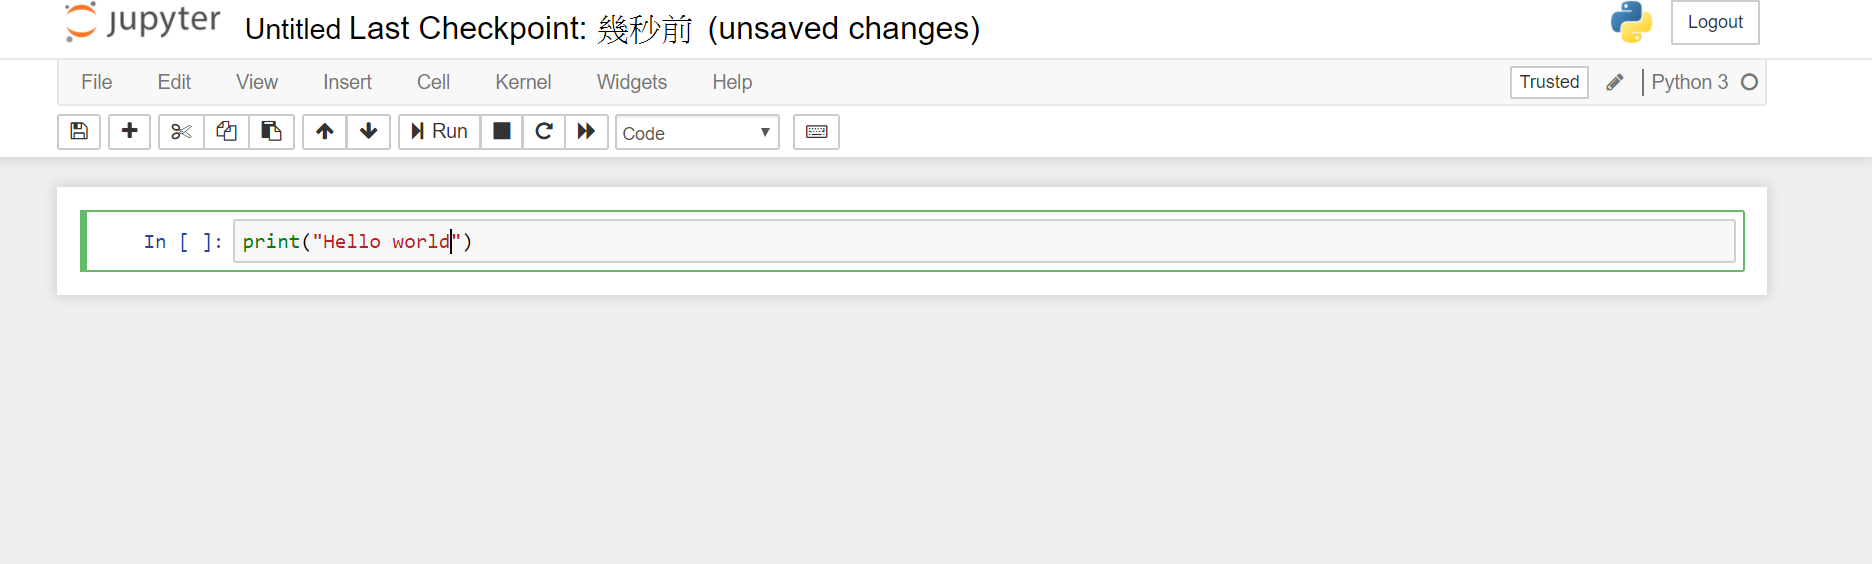 jupyter Untitled Last Checkpoint: 幾秒前 (unsaved changes) Logout
File Edit View Insert Cell Kernel Widgets Help Trusted Python 3
Run Code
In [ ]: print("Hello world")